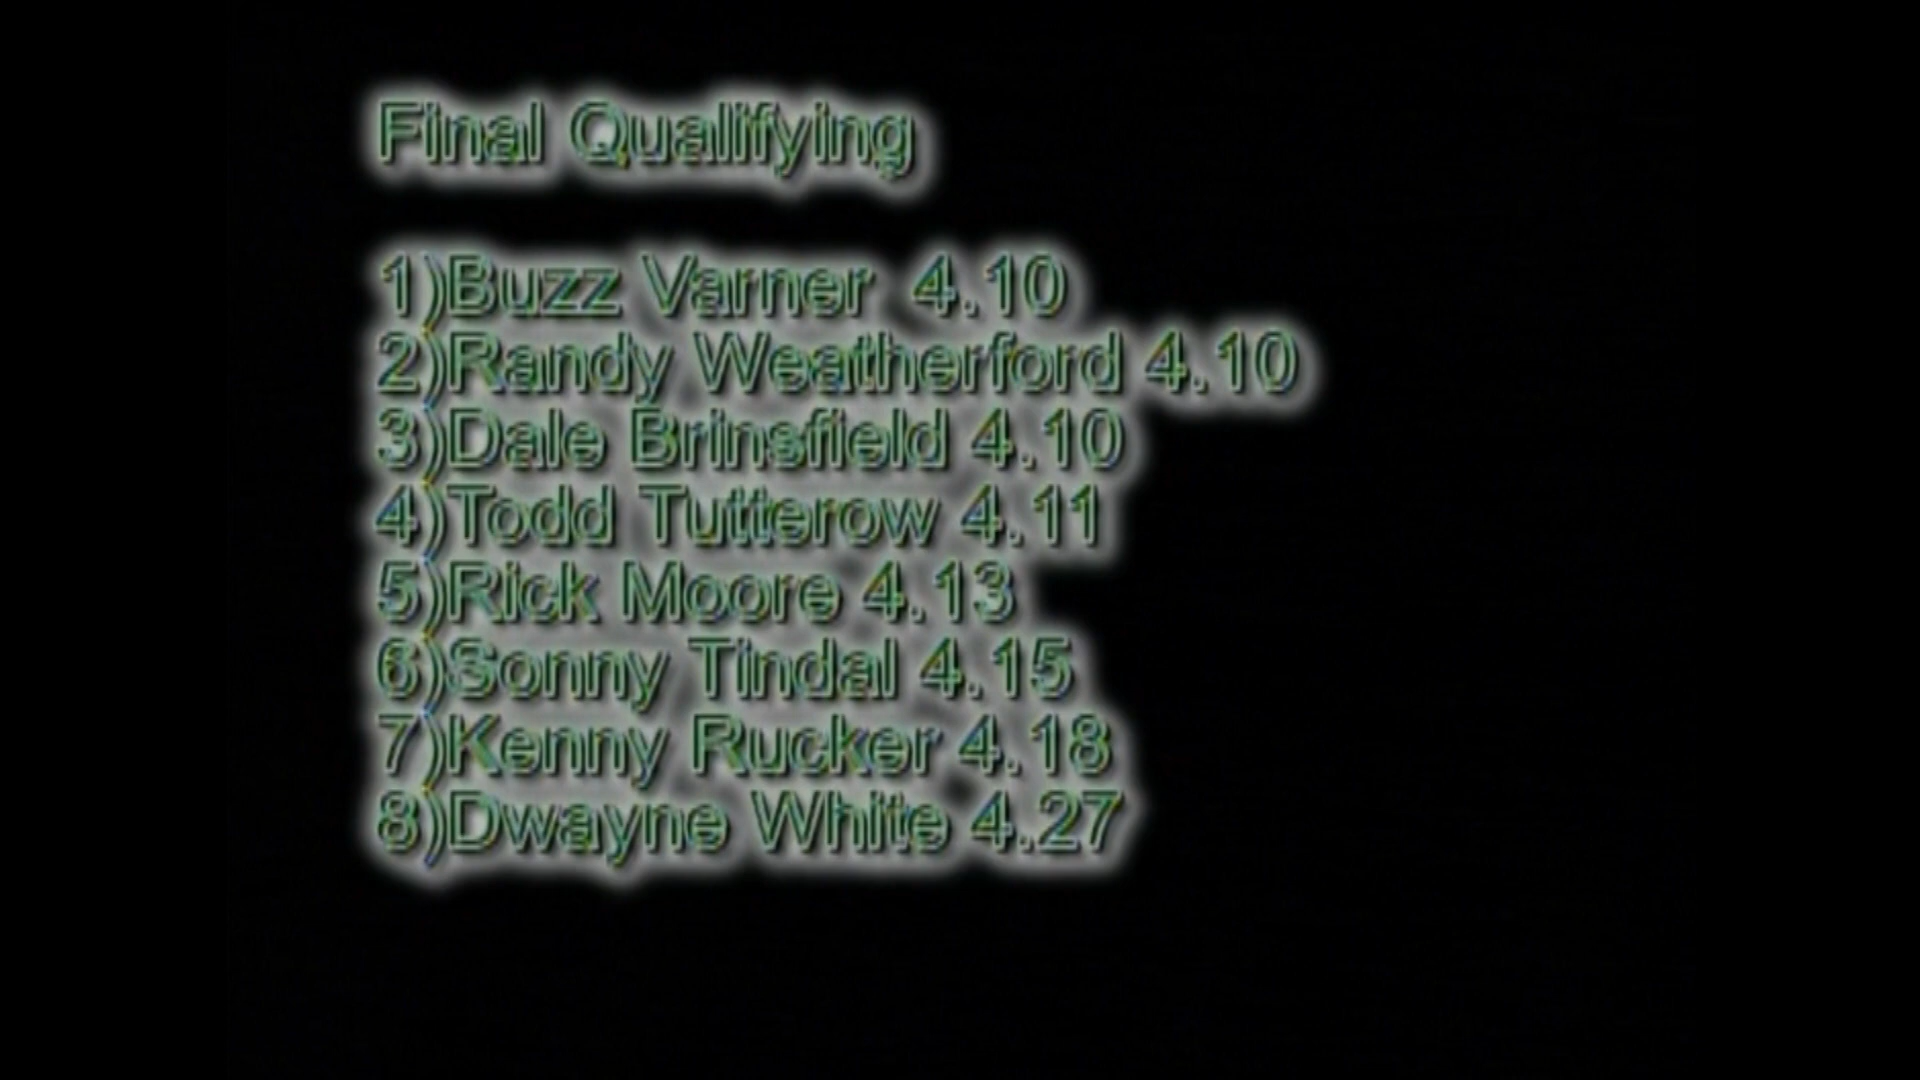 Final Qualifying
1)Buzz Varner 4.10
2)Randy Weatherford 4.10
3)Dale Brinsfield 4.10
4)Todd Tutterow 4.11
5)Rick Moore 4.13
6)Sonny Tindal 4.15
7)Kenny Rucker 4.18
8)Dwayne White 4.27